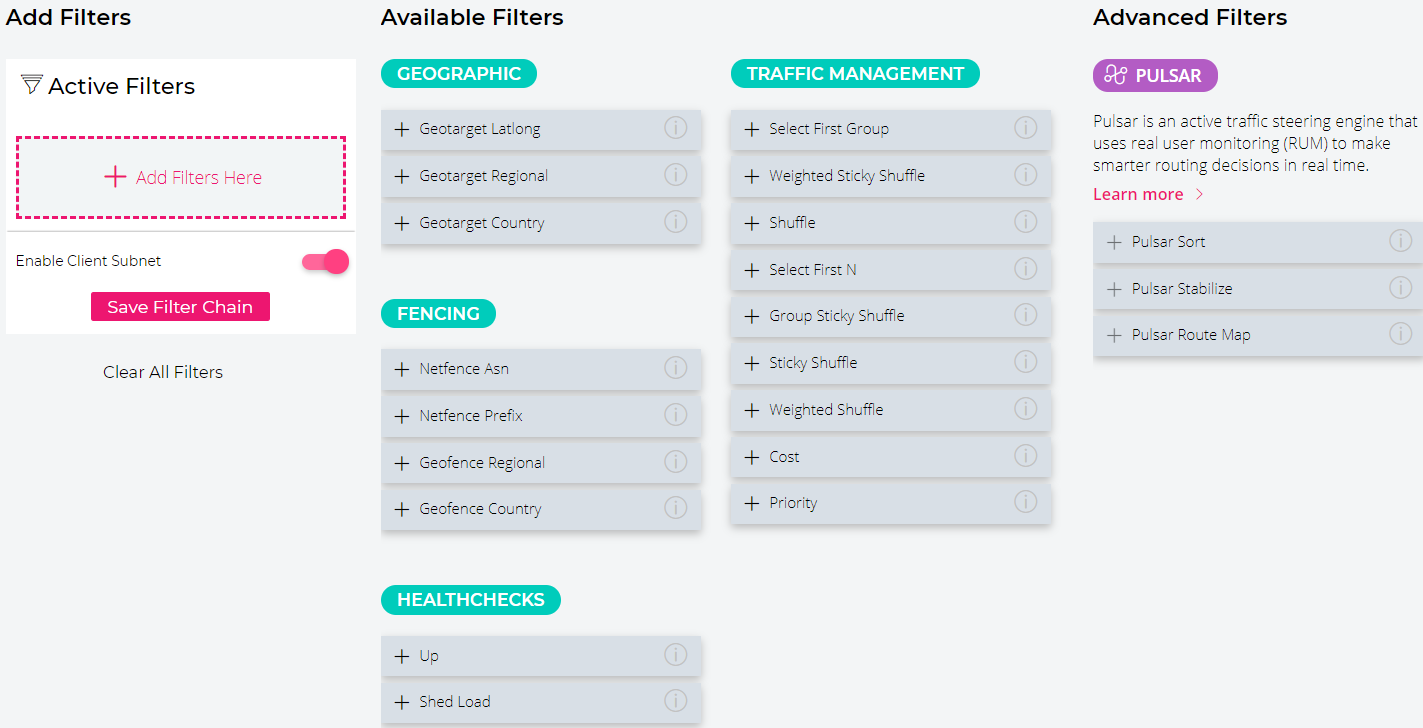 Add Filters
Active Filters
Add Filters Here
Enable Client Subnet
Save Filter Chain
Clear All Filters
Available Filters
GEOGRAPHIC
Geotarget Latlong
Geotarget Regional
Geotarget Country
FENCING
Netfence Asn
Netfence Prefix
Geofence Regional
Geofence Country
HEALTHCHECKS
Up
Shed Load
TRAFFIC MANAGEMENT
Select First Group
Weighted Sticky Shuffle
Shuffle
Select First N
Group Sticky Shuffle
Sticky Shuffle
Weighted Shuffle
Cost
Priority
Advanced Filters
PULSAR
Pulsar is an active traffic steering engine that
uses real user monitoring (RUM) to make
smarter routing decisions in real time.
Learn more
Pulsar Sort
Pulsar Stabilize
Pulsar Route Map